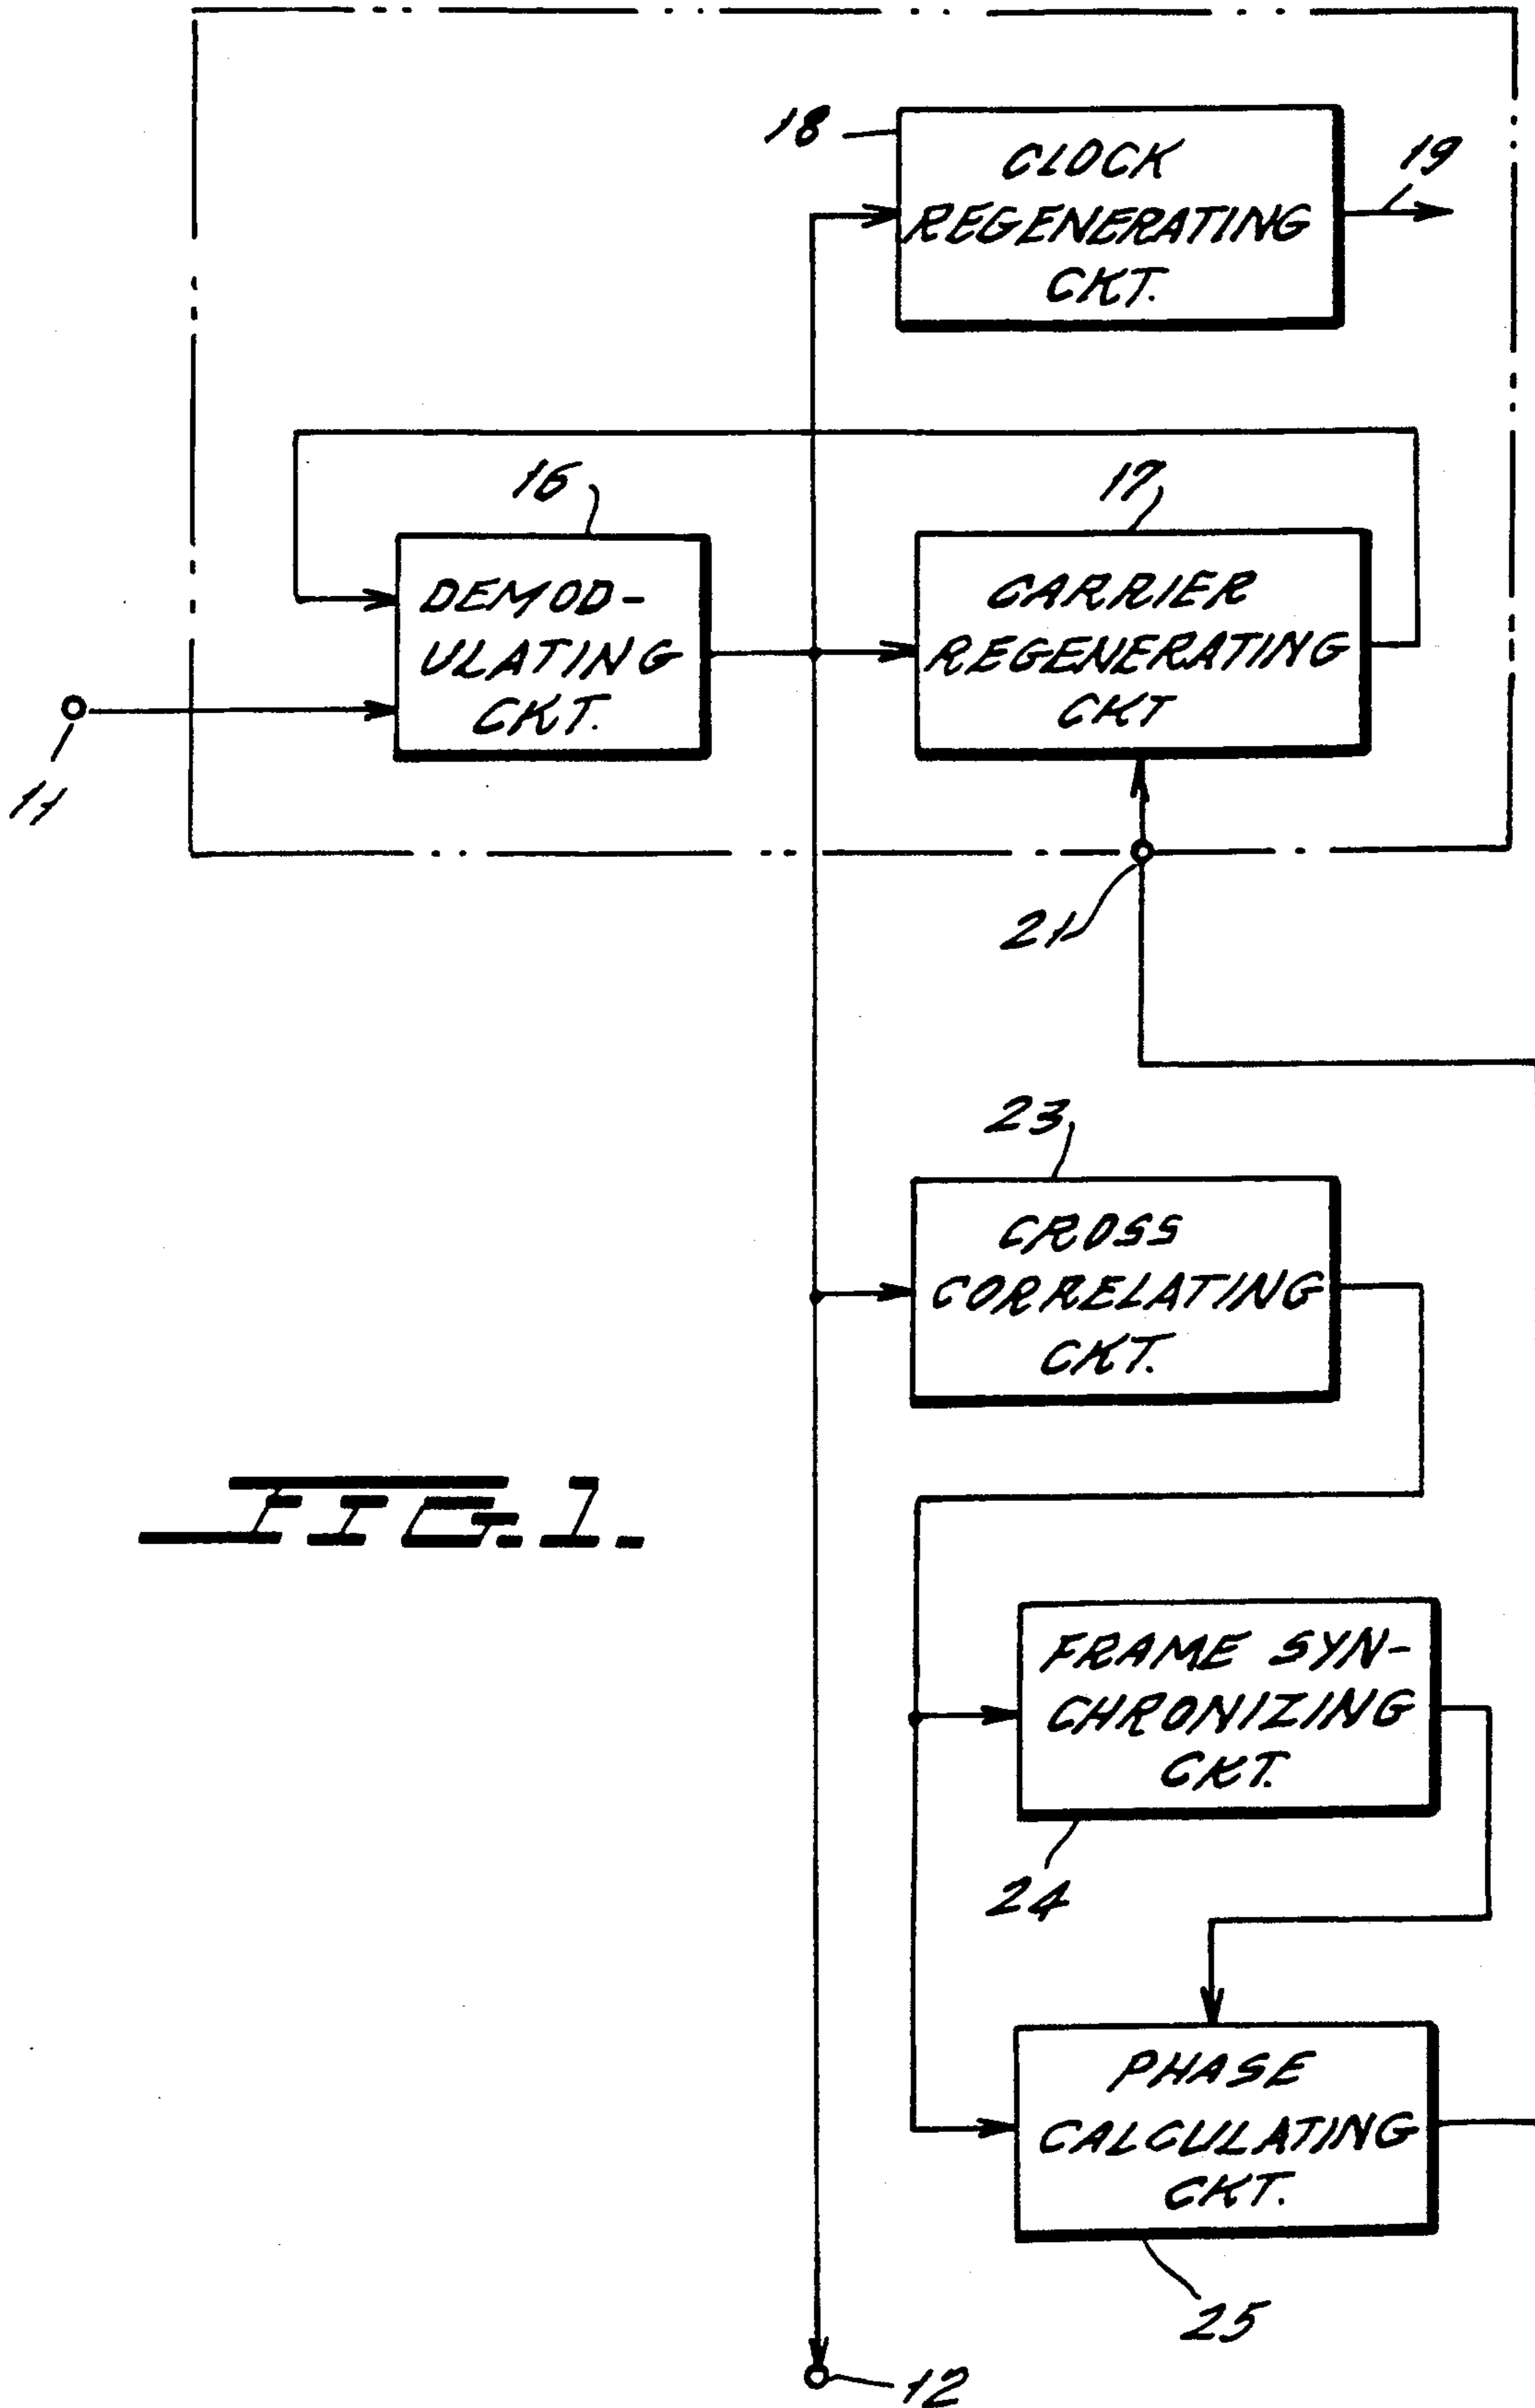 18
CLOCK
REGENERATING
CKT.
19
16
DEMOD-
ULATING
CKT.
17
CARRIER
REGENERATING
CKT
11
21
23
CROSS
CORRELATING
CKT.
FIG.1.
FRAME SYN-
CHRONIZING
CKT.
24
PHASE
CALCULATING
CKT.
25
12